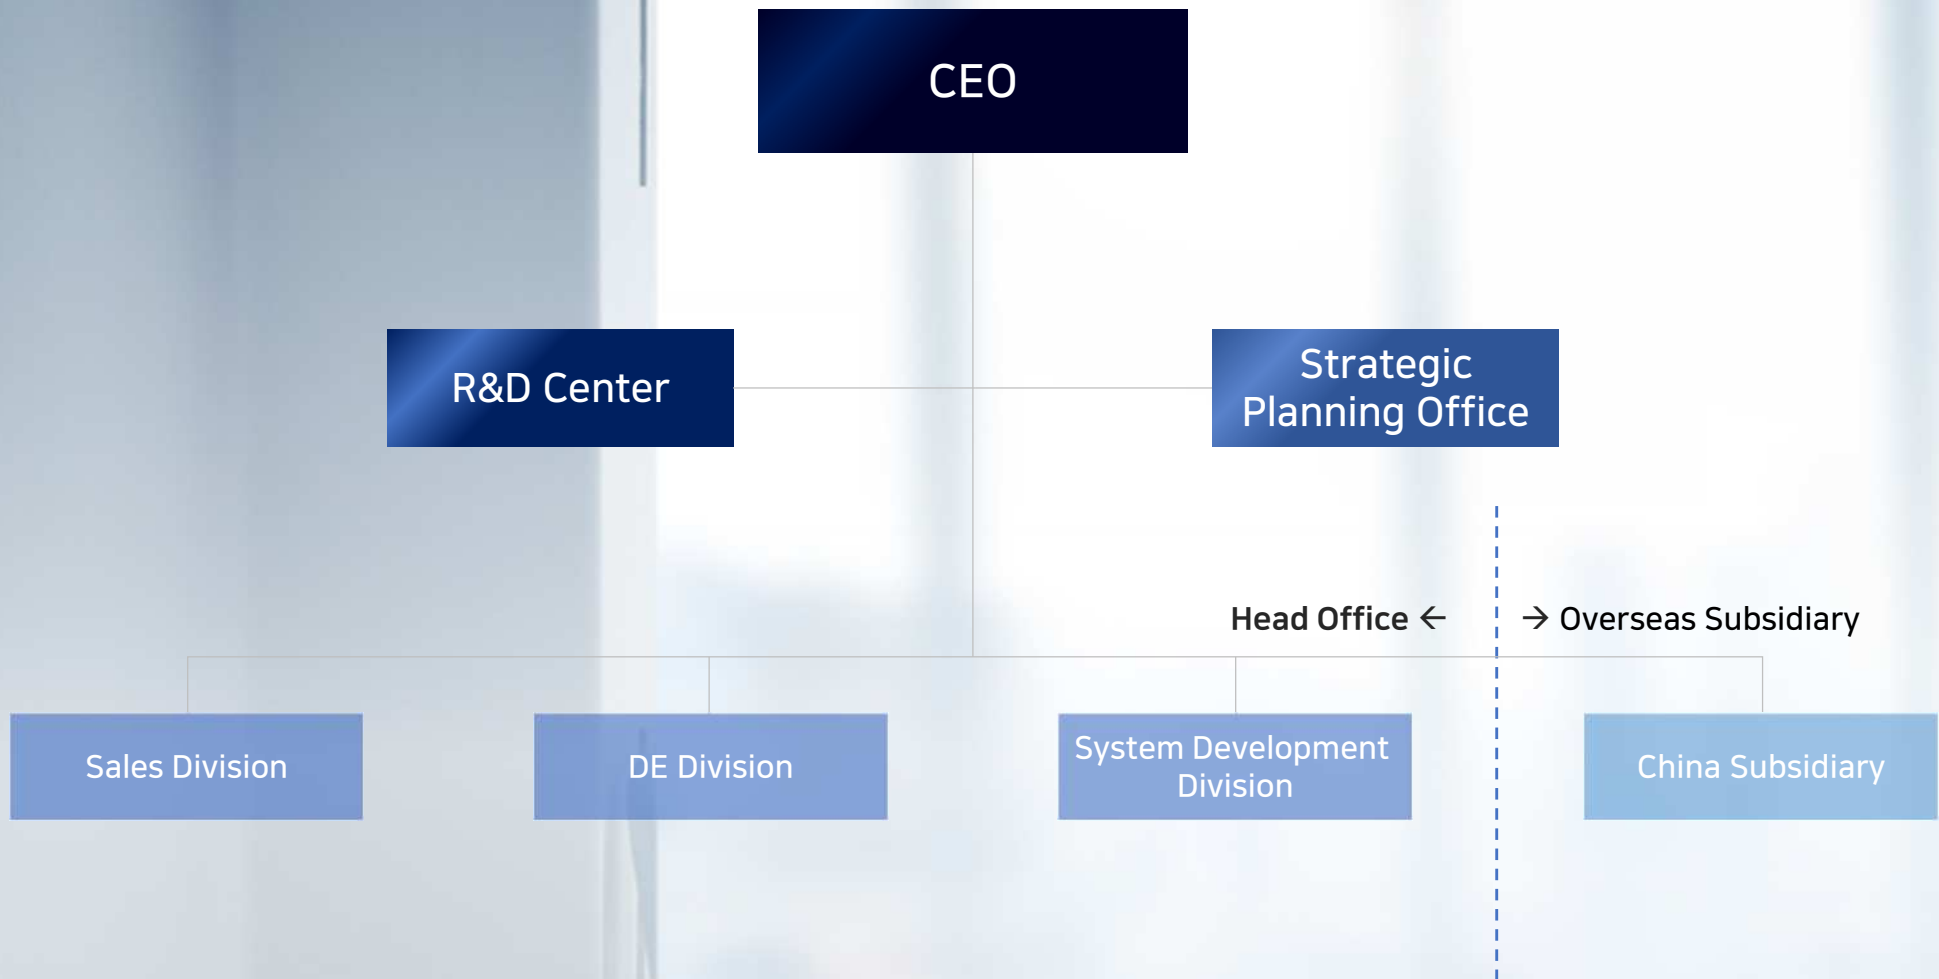 CEO
R&D Center
Strategic
Planning Office
Head Office ←
→ Overseas Subsidiary
Sales Division
DE Division
System Development
Division
China Subsidiary